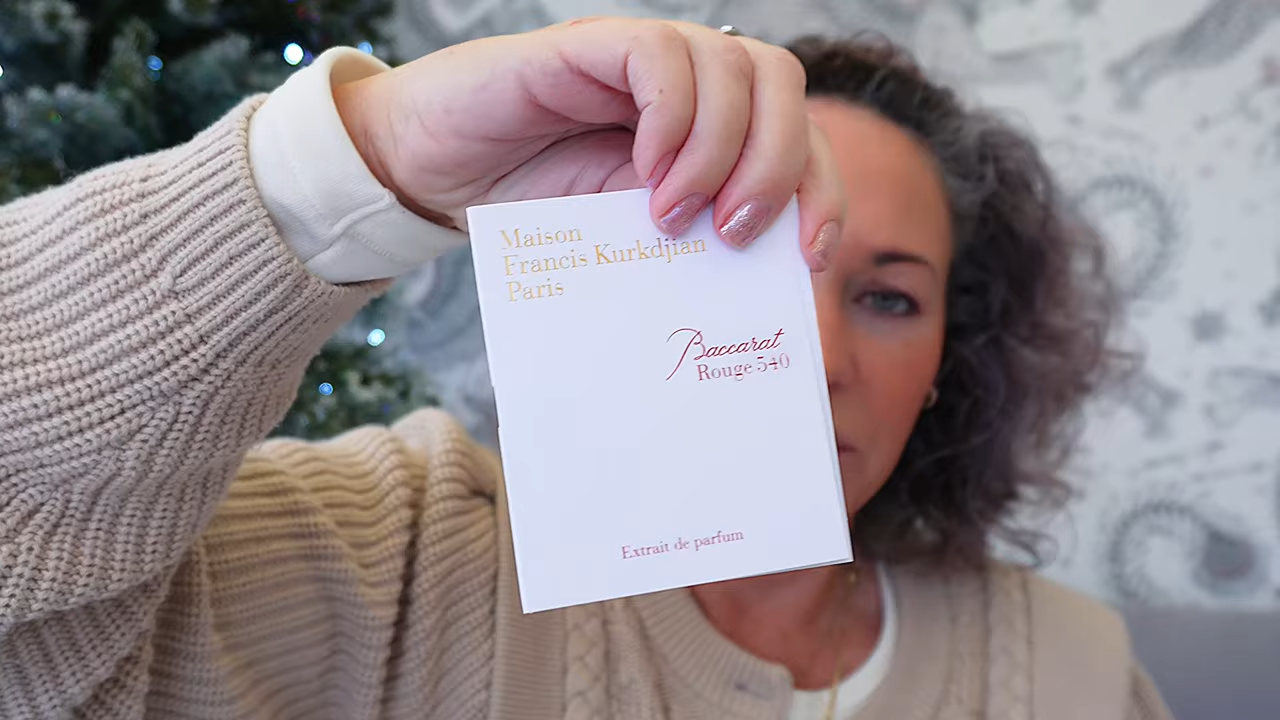 Maison
Francis Kurkdjian
Paris
Baccarat
Rouge 540
Extrait de parfum